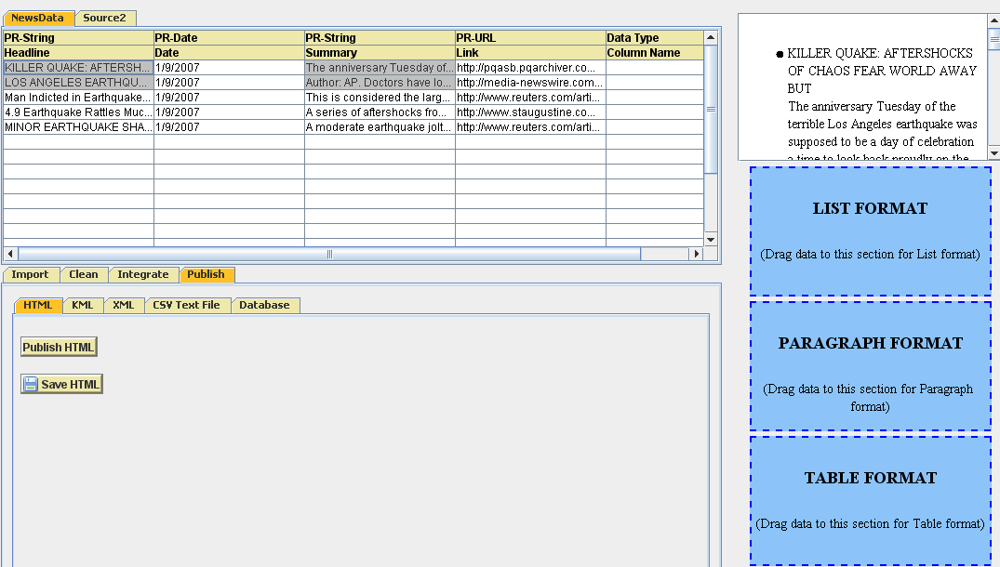 NewsData Source2
PR-String PR-Date PR-String PR-URL Data Type
Headline Date Summary Link Column Name
KILLER QUAKE: AFTERSH... 1/9/2007 The anniversary Tuesday of... http://pqasb.pqarchiver.co...
LOS ANGELES EARTHQU... 1/9/2007 Author: AP. Doctors have lo... http://media-newswire.com...
Man Indicted in Earthquake... 1/9/2007 This is considered the larg... http://www.reuters.com/arti...
4.9 Earthquake Rattles Muc... 1/9/2007 A series of aftershocks fro... http://www.staugustine.co...
MINOR EARTHQUAKE SHA... 1/9/2007 A moderate earthquake jolt... http://www.reuters.com/arti...
Import Clean Integrate Publish
HTML KML XML CSV Text File Database
Publish HTML
Save HTML
KILLER QUAKE: AFTERSHOCKS
OF CHAOS FEAR WORLD AWAY
BUT
The anniversary Tuesday of the
terrible Los Angeles earthquake was
supposed to be a day of celebration
a time to look back proudly on the
LIST FORMAT
(Drag data to this section for List format)
PARAGRAPH FORMAT
(Drag data to this section for Paragraph
format)
TABLE FORMAT
(Drag data to this section for Table format)